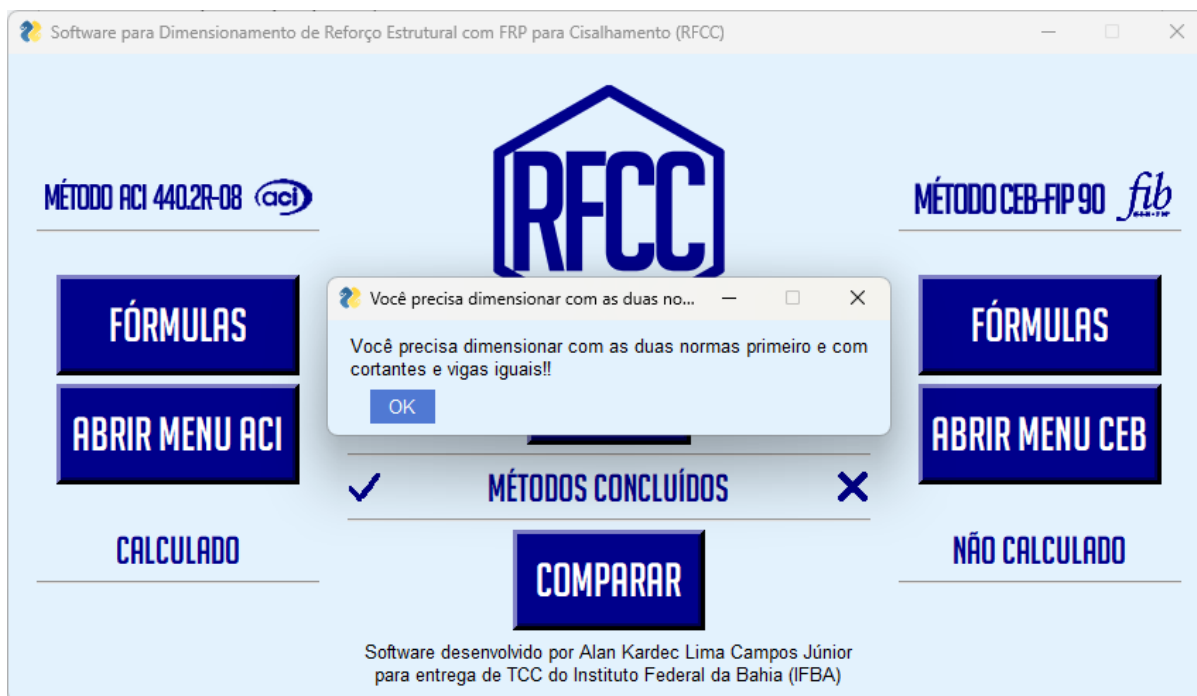 Software para Dimensionamento de Reforço Estrutural com FRP para Cisalhamento (RFCC)
RFCC
MÉTODO ACI 440.2R-08
aci
MÉTODO CEB-FIP 90
fib
CEB-FIP
Você precisa dimensionar com as duas no...
Você precisa dimensionar com as duas normas primeiro e com
cortantes e vigas iguais!!
OK
FÓRMULAS
ABRIR MENU ACI
FÓRMULAS
ABRIR MENU CEB
MÉTODOS CONCLUÍDOS
CALCULADO
NÃO CALCULADO
COMPARAR
Software desenvolvido por Alan Kardec Lima Campos Júnior
para entrega de TCC do Instituto Federal da Bahia (IFBA)